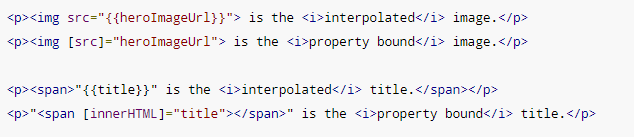 <p><img src="{{heroImageUrl}}"> is the <i>interpolated</i> image.</p>
<p><img [src]="heroImageUrl"> is the <i>property bound</i> image.</p>
<p><span>"{{title}}" is the <i>interpolated</i> title.</span></p>
<p>"<span [innerHTML]="title"></span>" is the <i>property bound</i> title.</p>